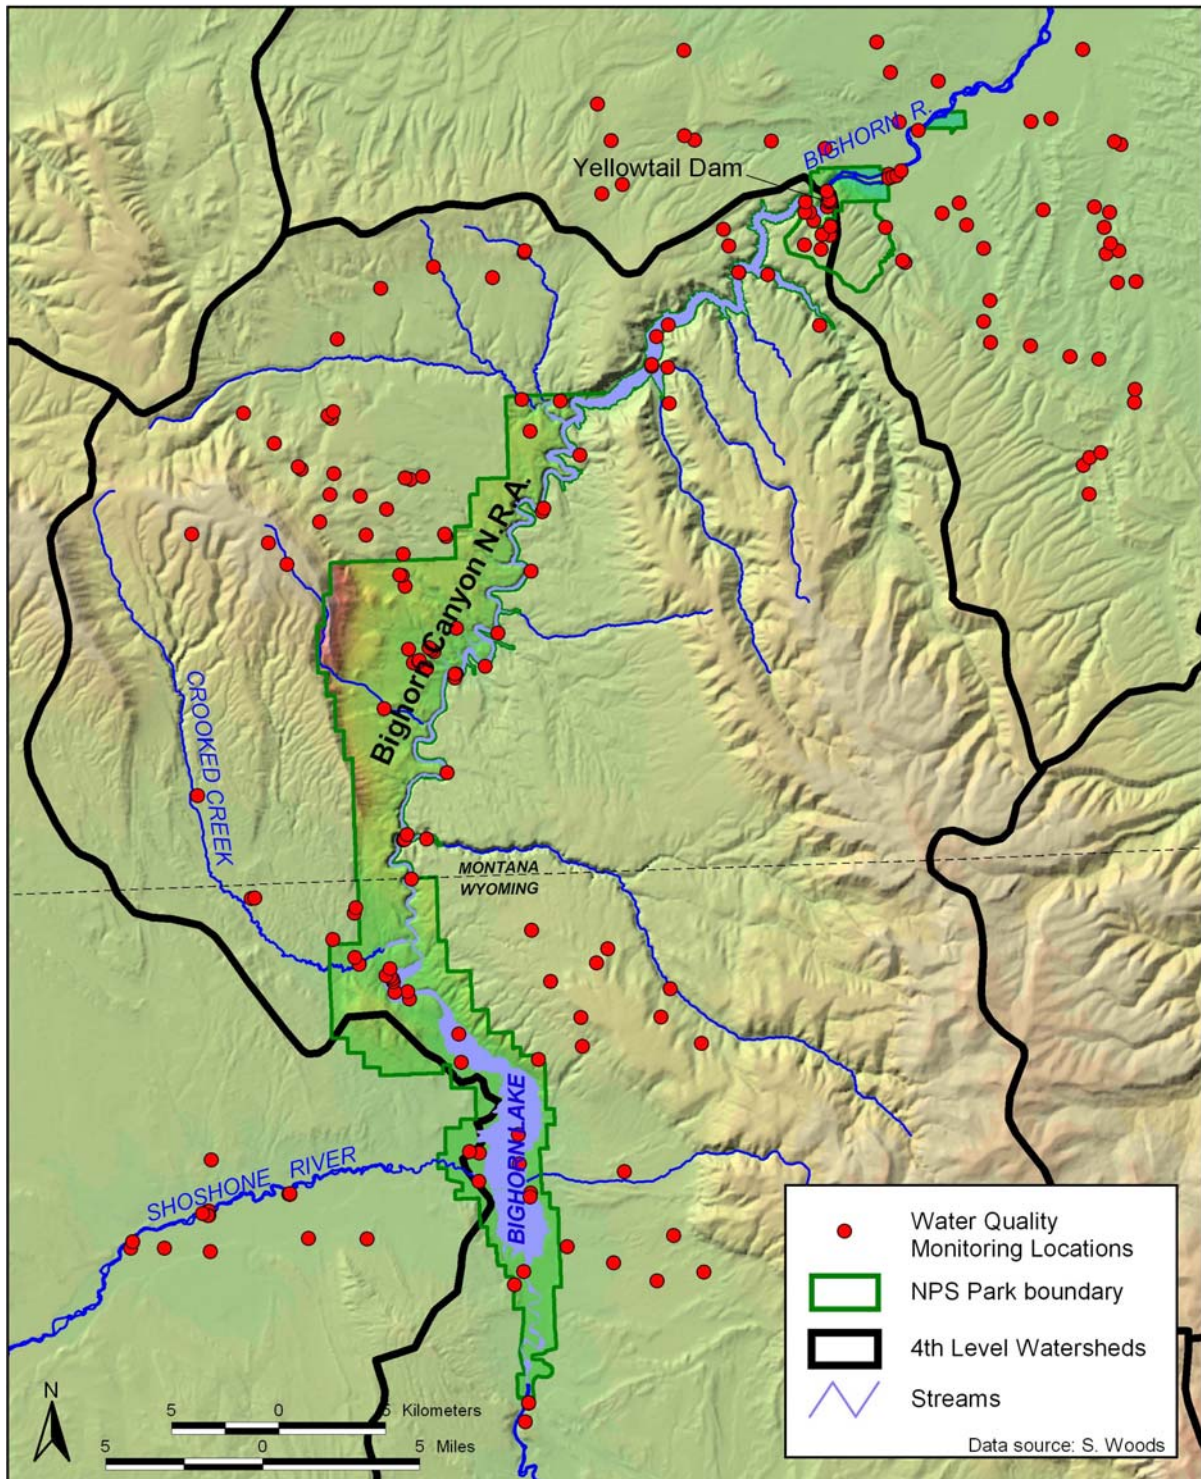 BIGHORN R.
Yellowtail Dam
Bighorn Canyon N.R.A.
CROOKED CREEK
MONTANA
WYOMING
BIGHORN LAKE
SHOSHONE RIVER
Water Quality
Monitoring Locations
NPS Park boundary
4th Level Watersheds
Streams
Data source: S. Woods
N
5 0 5 Kilometers
5 0 5 Miles